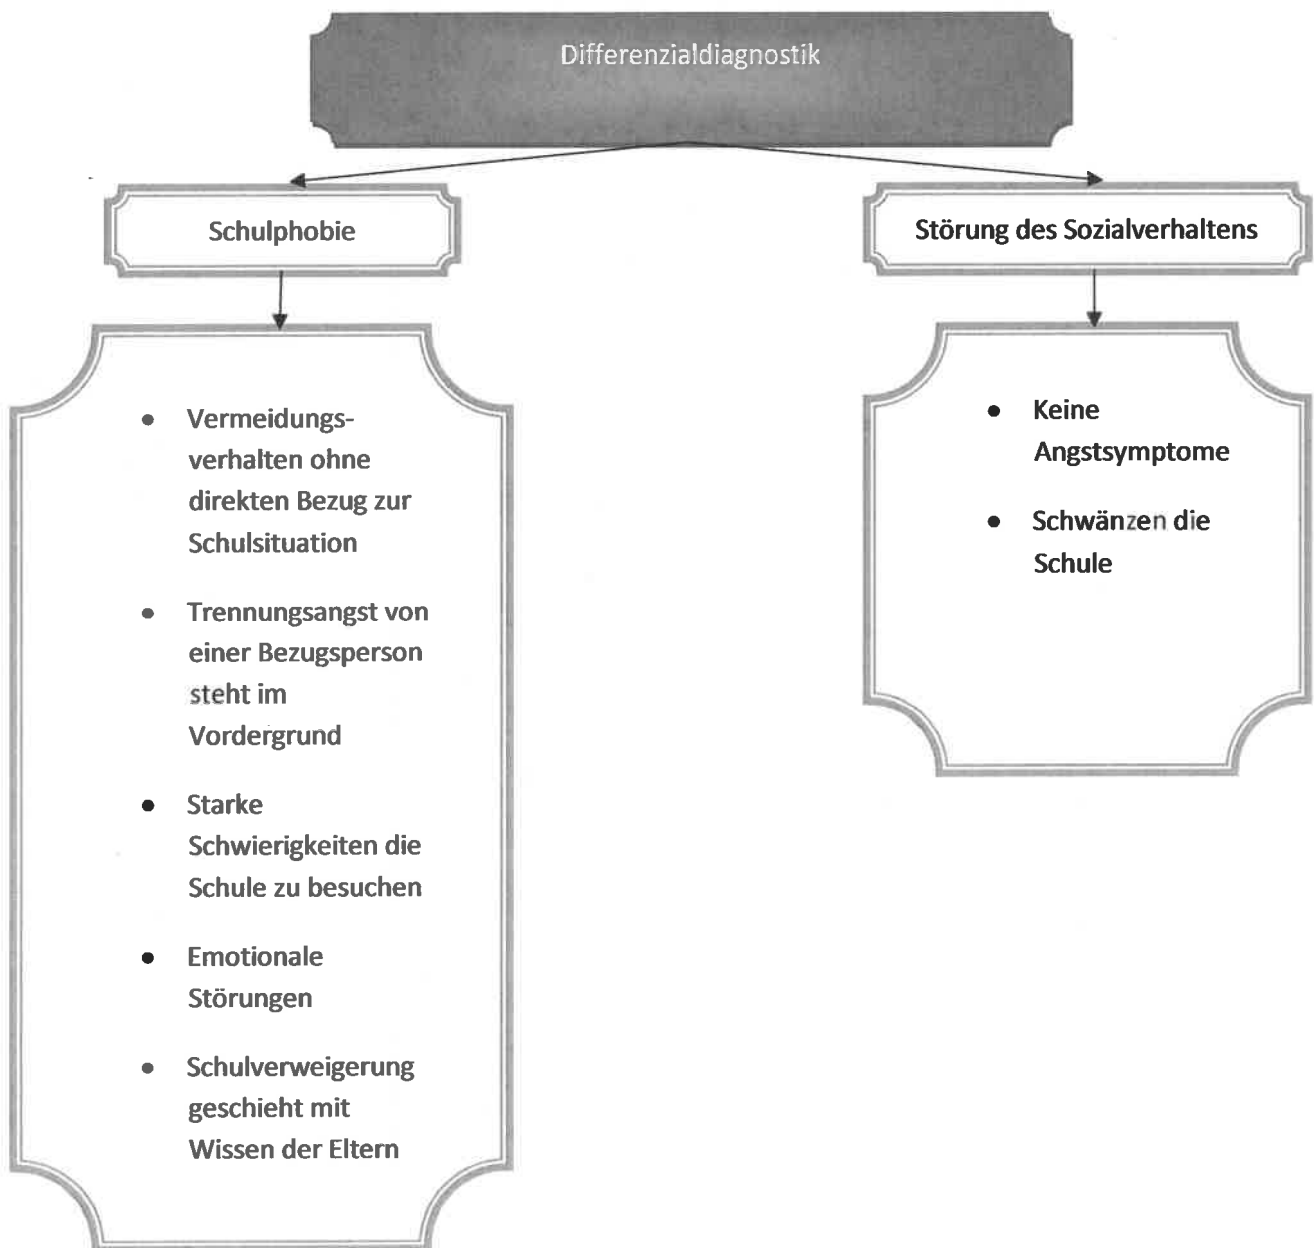 Differenzialdiagnostik
Schulphobie
Störung des Sozialverhaltens
• Vermeidungs-
verhalten ohne
direkten Bezug zur
Schulsituation
• Trennungsangst von
einer Bezugsperson
steht im
Vordergrund
• Starke
Schwierigkeiten die
Schule zu besuchen
• Emotionale
Störungen
• Schulverweigerung
geschieht mit
Wissen der Eltern
• Keine
Angstsymptome
• Schwänzen die
Schule